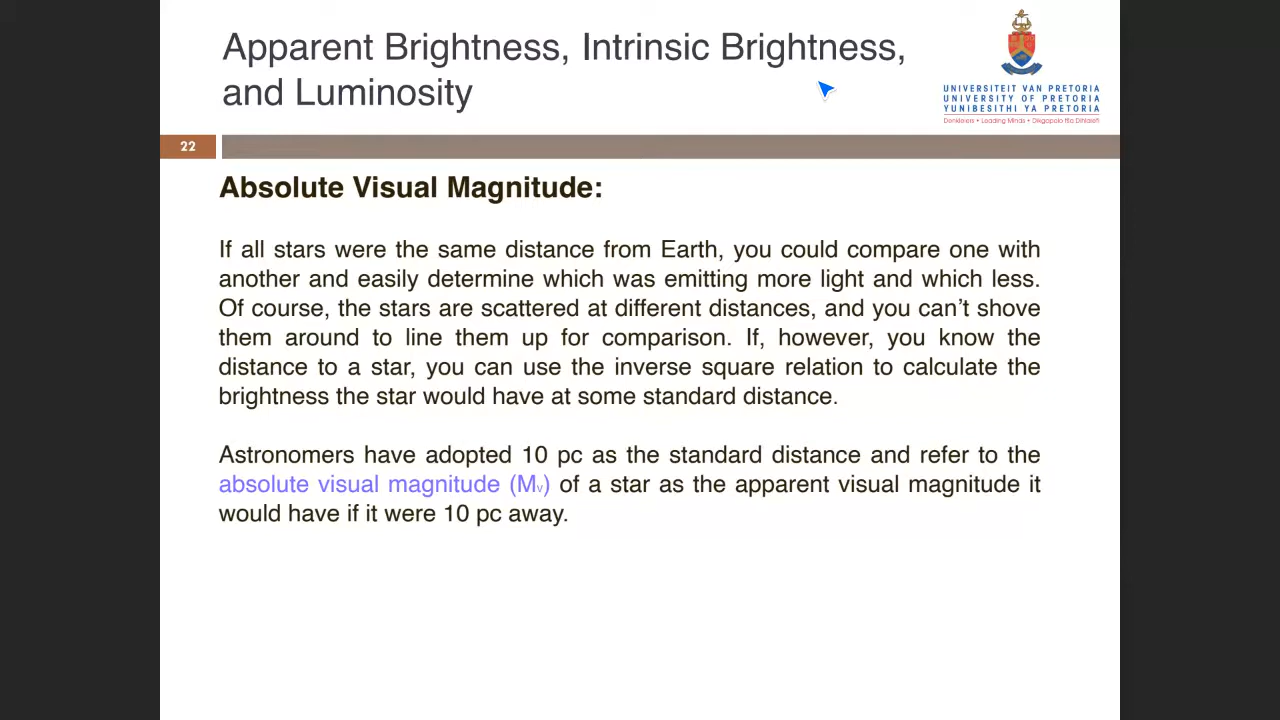 Apparent Brightness, Intrinsic Brightness,
and Luminosity
UNIVERSITEIT VAN PRETORIA
UNIVERSITY OF PRETORIA
YUNIBESITHI YA PRETORIA
Denkleiers • Leading Minds • Dikgopolo tša Dihlalefi
22
Absolute Visual Magnitude:
If all stars were the same distance from Earth, you could compare one with
another and easily determine which was emitting more light and which less.
Of course, the stars are scattered at different distances, and you can’t shove
them around to line them up for comparison. If, however, you know the
distance to a star, you can use the inverse square relation to calculate the
brightness the star would have at some standard distance.
Astronomers have adopted 10 pc as the standard distance and refer to the
absolute visual magnitude (Mv) of a star as the apparent visual magnitude it
would have if it were 10 pc away.